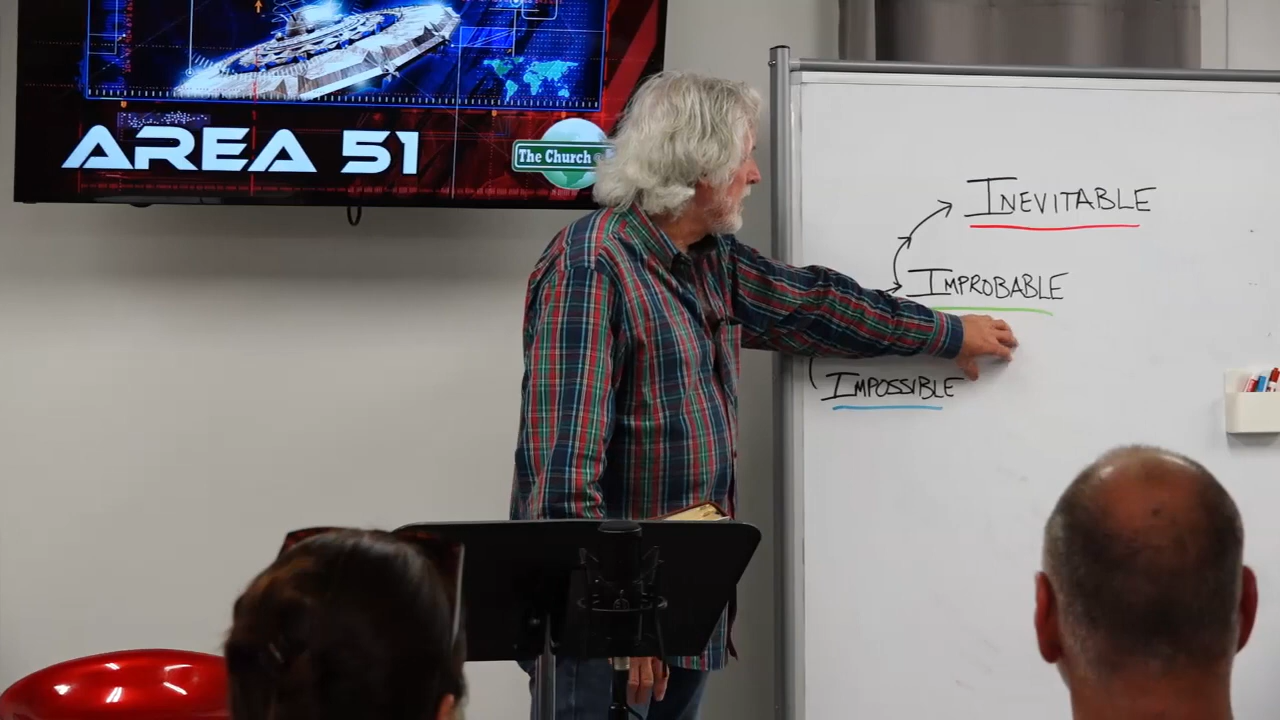 AREA 51
The Church @
INEVITABLE
IMPROBABLE
IMPOSSIBLE